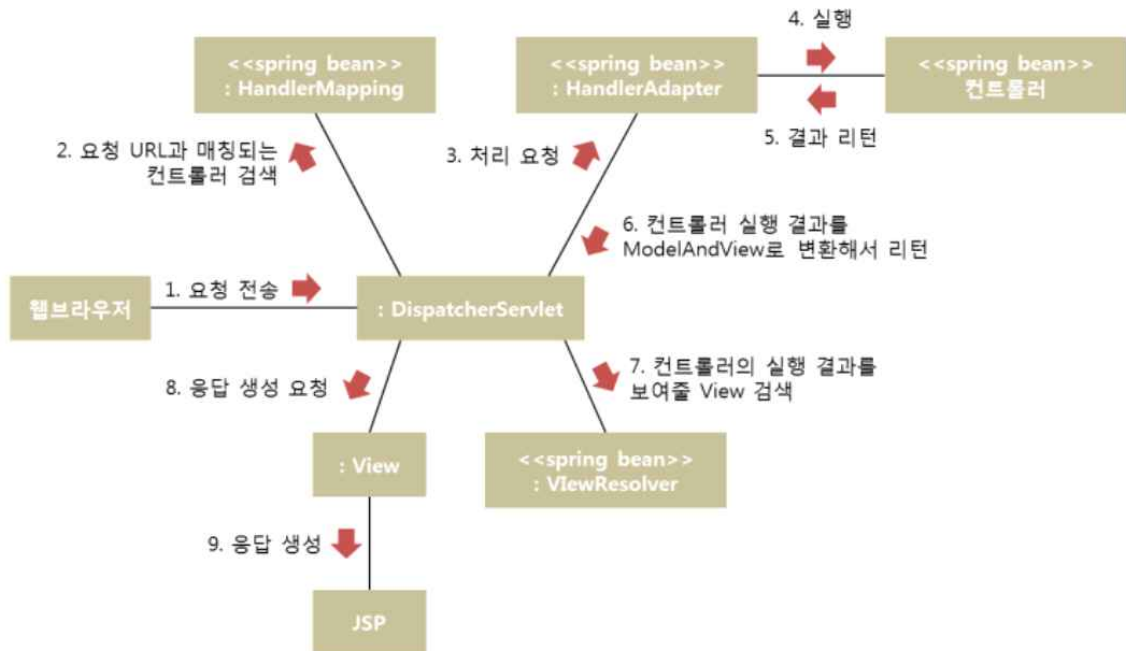 4. 실행
<<spring bean>>
: HandlerMapping
<<spring bean>>
: HandlerAdapter
<<spring bean>>
컨트롤러
5. 결과 리턴
2. 요청 URL과 매칭되는
컨트롤러 검색
3. 처리 요청
6. 컨트롤러 실행 결과를
ModelAndView로 변환해서 리턴
1. 요청 전송
웹브라우저
: DispatcherServlet
7. 컨트롤러의 실행 결과를
보여줄 View 검색
8. 응답 생성 요청
: View
<<spring bean>>
: VIewResolver
9. 응답 생성
JSP